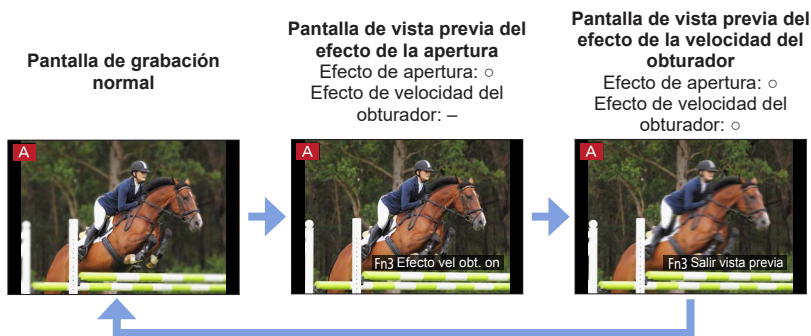 Pantalla de grabación
normal
Pantalla de vista previa del
efecto de la apertura
Efecto de apertura: ○
Efecto de velocidad del
obturador: –
Pantalla de vista previa del
efecto de la velocidad del
obturador
Efecto de apertura: ○
Efecto de velocidad del
obturador: ○
A
A
Fn3 Efecto vel obt. on
A
Fn3 Salir vista previa